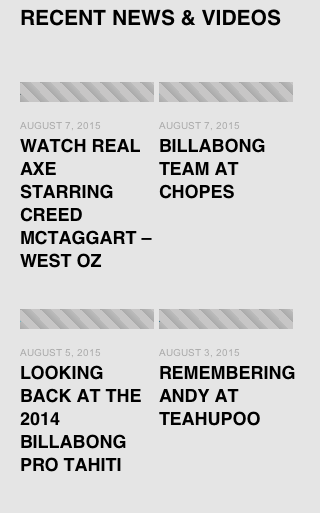 RECENT NEWS & VIDEOS
AUGUST 7, 2015
WATCH REAL
AXE
STARRING
CREED
MCTAGGART –
WEST OZ
AUGUST 7, 2015
BILLABONG
TEAM AT
CHOPES
AUGUST 5, 2015
LOOKING
BACK AT THE
2014
BILLABONG
PRO TAHITI
AUGUST 3, 2015
REMEMBERING
ANDY AT
TEAHUPOO